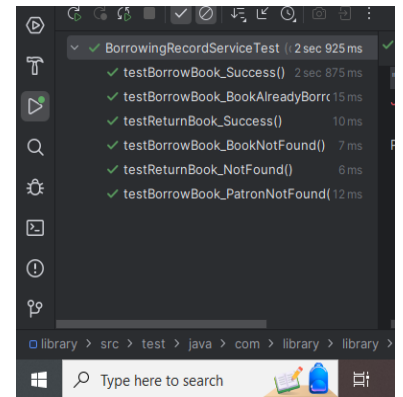 BorrowingRecordServiceTest ( 2 sec 925 ms
testBorrowBook_Success() 2 sec 875 ms
testBorrowBook_BookAlreadyBorrc 15 ms
testReturnBook_Success() 10 ms
testBorrowBook_BookNotFound() 7 ms
testReturnBook_NotFound() 6 ms
testBorrowBook_PatronNotFound( 12 ms
library > src > test > java > com > library > library >
Type here to search